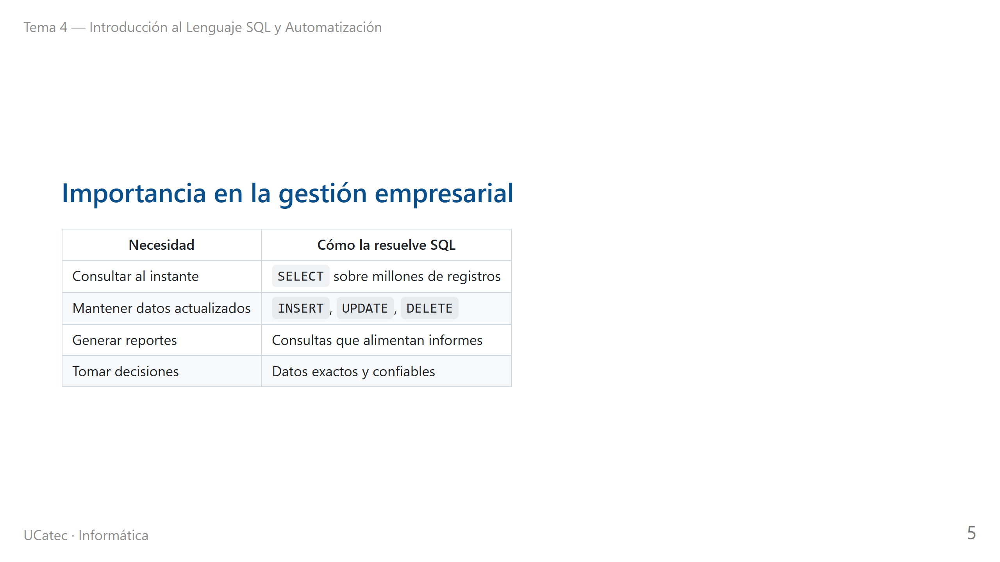 Tema 4 — Introducción al Lenguaje SQL y Automatización
Importancia en la gestión empresarial
Necesidad Cómo la resuelve SQL
Consultar al instante SELECT sobre millones de registros
Mantener datos actualizados INSERT, UPDATE, DELETE
Generar reportes Consultas que alimentan informes
Tomar decisiones Datos exactos y confiables
UCatec · Informática 5